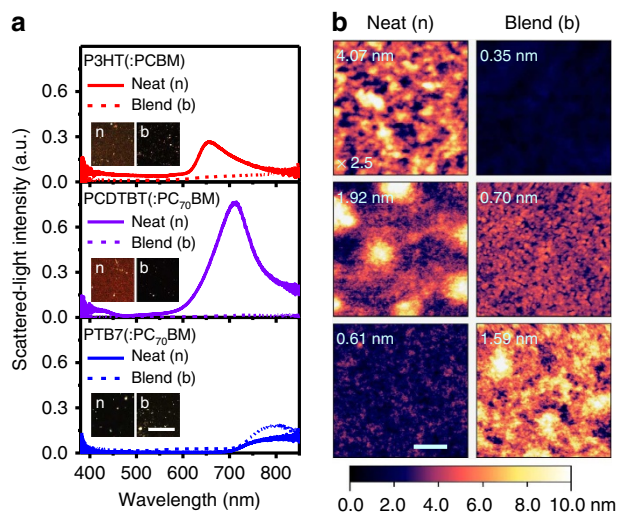 a
Scattered-light intensity (a.u.)
P3HT(:PCBM)
Neat (n)
Blend (b)
n b
0.6
0.3
0.0
PCDTBT(:PC70BM)
Neat (n)
Blend (b)
n b
0.6
0.3
0.0
PTB7(:PC70BM)
Neat (n)
Blend (b)
n b
0.6
0.3
0.0
400 500 600 700 800
Wavelength (nm)
b
Neat (n) Blend (b)
4.07 nm 0.35 nm
× 2.5
1.92 nm 0.70 nm
0.61 nm 1.59 nm
0.0 2.0 4.0 6.0 8.0 10.0 nm